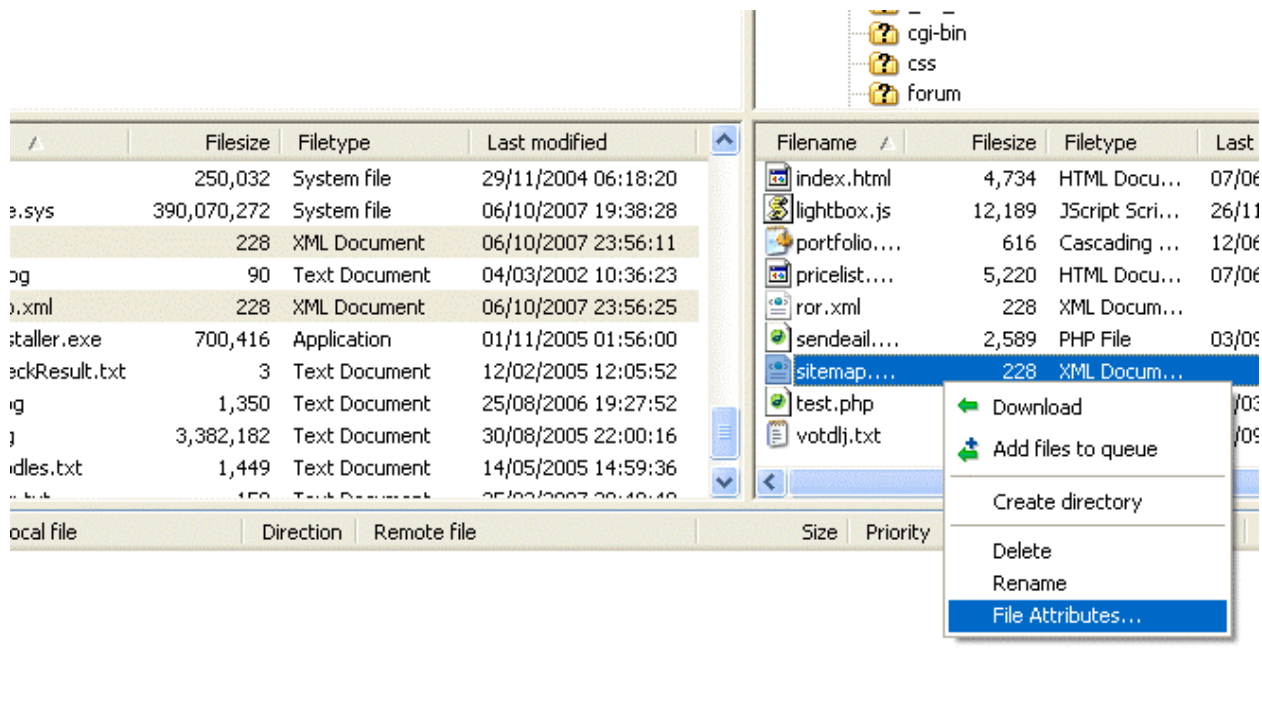 cgi-bin
css
forum
Filesize Filetype Last modified
250,032 System file 29/11/2004 06:18:20
e.sys 390,070,272 System file 06/10/2007 19:38:28
228 XML Document 06/10/2007 23:56:11
og 90 Text Document 04/03/2002 10:36:23
.xml 228 XML Document 06/10/2007 23:56:25
staller.exe 700,416 Application 01/11/2005 01:56:00
eckResult.txt 3 Text Document 12/02/2005 12:05:52
og 1,350 Text Document 25/08/2006 19:27:52
3,382,182 Text Document 30/08/2005 22:00:16
dles.txt 1,449 Text Document 14/05/2005 14:59:36
Filename Filesize Filetype Last
index.html 4,734 HTML Docu... 07/06
lightbox.js 12,189 JScript Scri... 26/11
portfolio.... 616 Cascading ... 12/06
pricelist.... 5,220 HTML Docu... 07/06
ror.xml 228 XML Docum...
sendeail.... 2,589 PHP File 03/09
sitemap.... 228 XML Docum...
test.php /03
votdlj.txt /09
Download
Add files to queue
Create directory
Delete
Rename
File Attributes...
ocal file Direction Remote file Size Priority